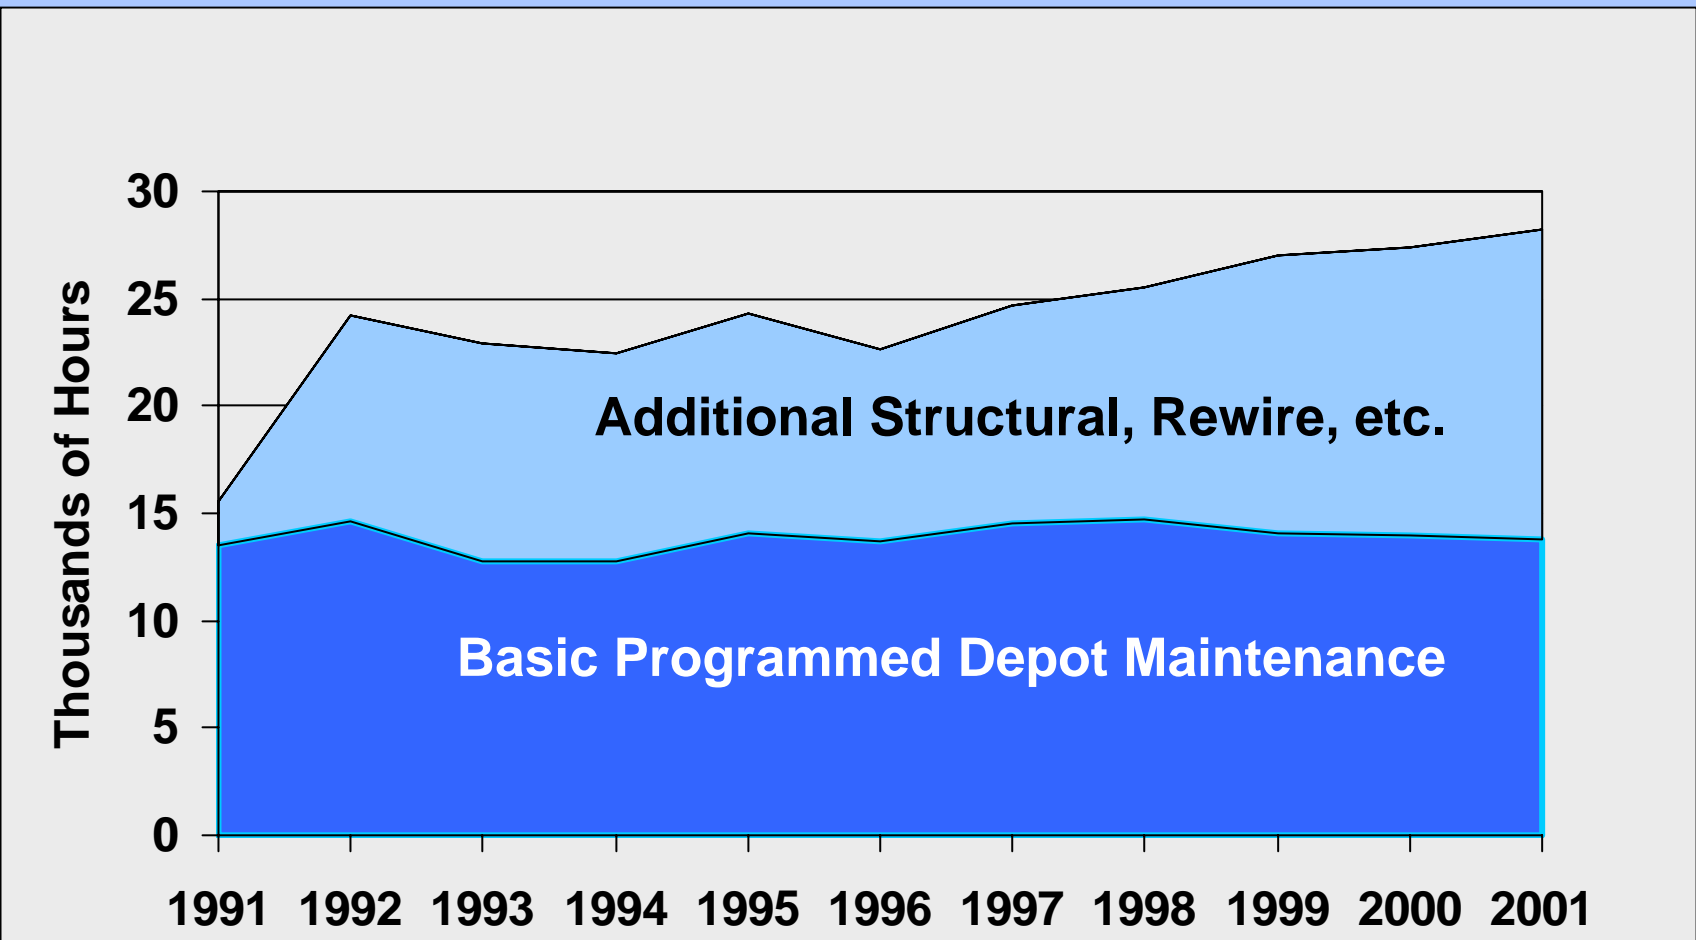 Thousands of Hours
30
25
20
15
10
5
0
Additional Structural, Rewire, etc.
Basic Programmed Depot Maintenance
1991 1992 1993 1994 1995 1996 1997 1998 1999 2000 2001